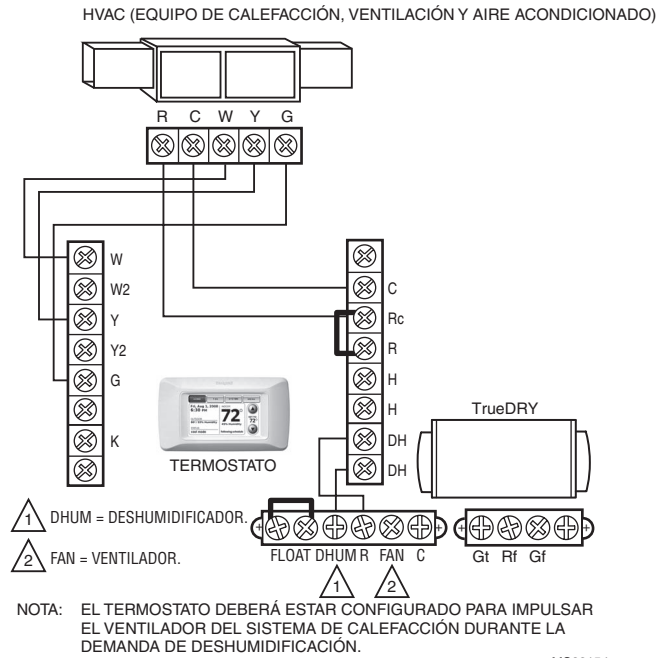 HVAC (EQUIPO DE CALEFACCIÓN, VENTILACIÓN Y AIRE ACONDICIONADO)
R C W Y G
W
W2
Y
Y2
G
K
C
Rc
R
H
H
DH
DH
72
TERMOSTATO
TrueDRY
1 DHUM = DESHUMIDIFICADOR.
2 FAN = VENTILADOR.
FLOAT DHUM R FAN C
1 2
Gt Rf Gf
NOTA: EL TERMOSTATO DEBERÁ ESTAR CONFIGURADO PARA IMPULSAR
EL VENTILADOR DEL SISTEMA DE CALEFACCIÓN DURANTE LA
DEMANDA DE DESHUMIDIFICACIÓN.